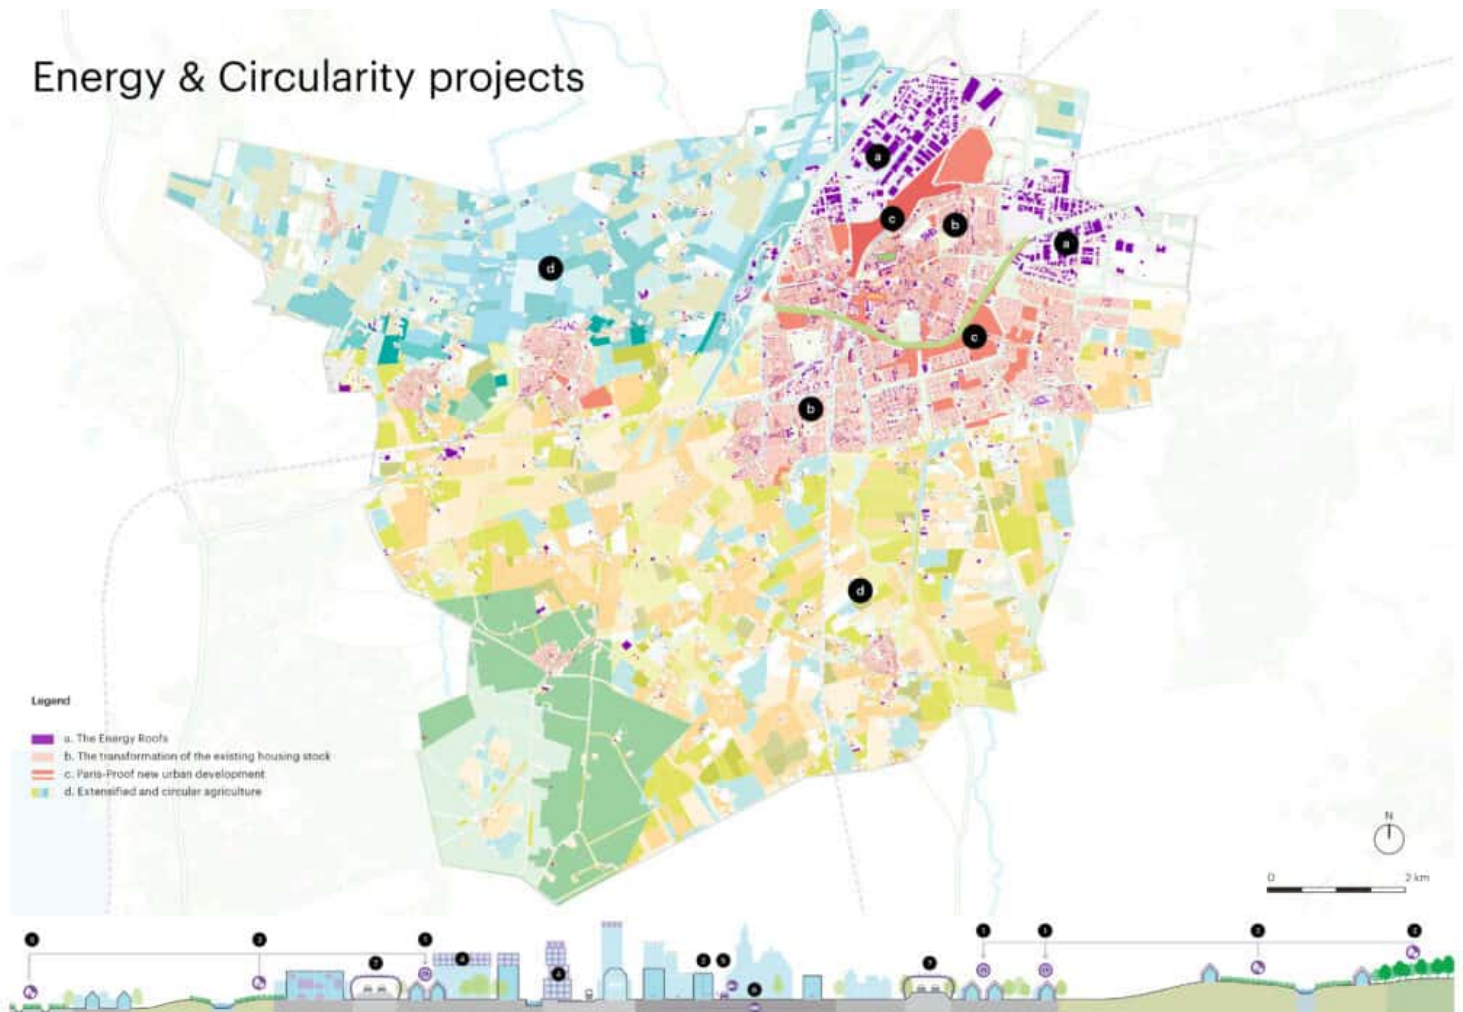 Energy & Circularity projects
a
c
b
a
d
c
b
d
Legend
a. The Energy Roofs
b. The transformation of the existing housing stock
c. Paris-Proof new urban development
d. Extensified and circular agriculture
N
0 2 km